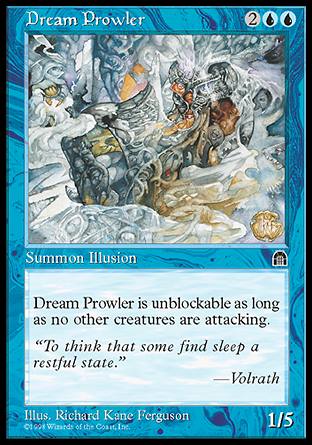 Dream Prowler 2
Summon Illusion
Dream Prowler is unblockable as long
as no other creatures are attacking.
“To think that some find sleep a
restful state.”
—Volrath
Illus. Richard Kane Ferguson
©1998 Wizards of the Coast, Inc.
1/5